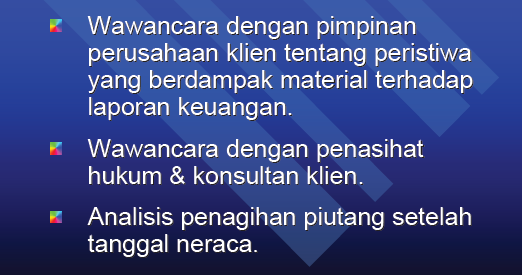 Wawancara dengan pimpinan
perusahaan klien tentang peristiwa
yang berdampak material terhadap
laporan keuangan.
Wawancara dengan penasihat
hukum & konsultan klien.
Analisis penagihan piutang setelah
tanggal neraca.